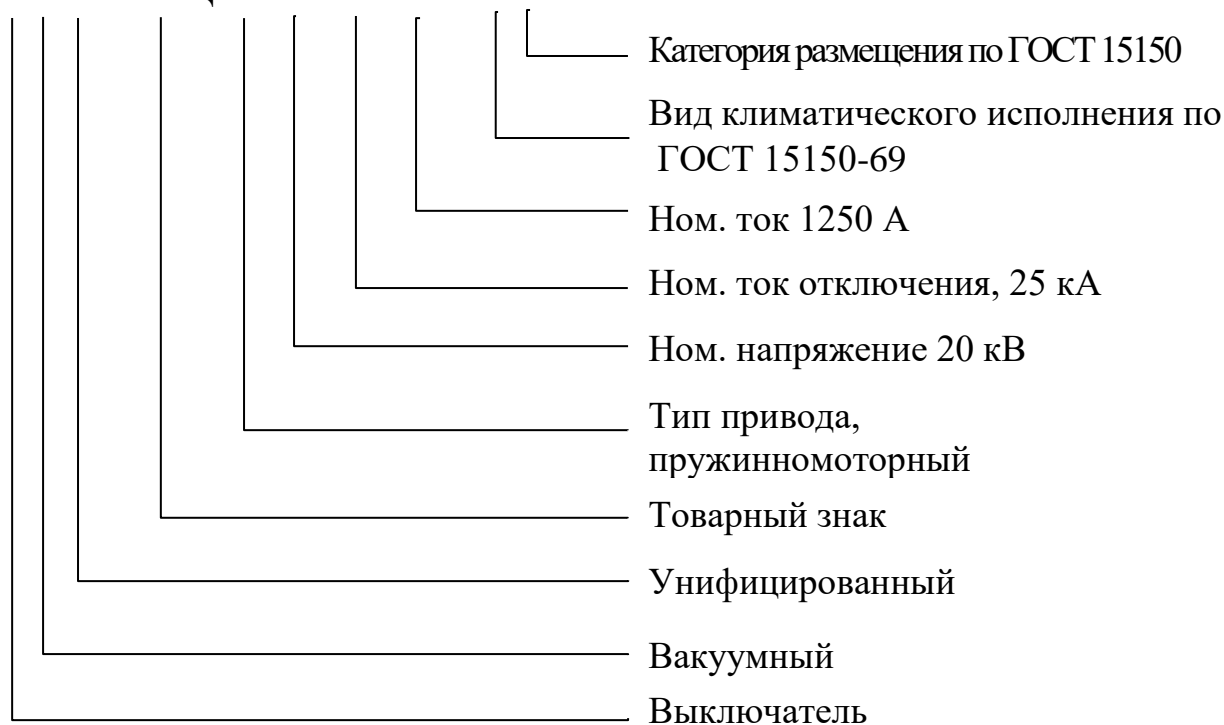 Категория размещения по ГОСТ 15150
Вид климатического исполнения по
ГОСТ 15150-69
Ном. ток 1250 А
Ном. ток отключения, 25 кА
Ном. напряжение 20 кВ
Тип привода,
пружинномоторный
Товарный знак
Унифицированный
Вакуумный
Выключатель